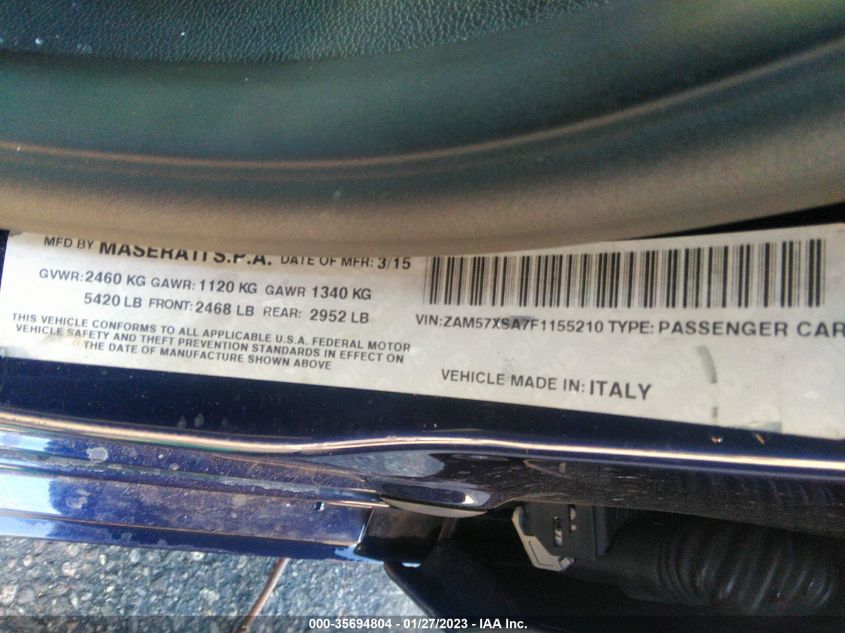 MFD BY MASERATI S.P.A. DATE OF MFR: 3/15
GVWR: 2460 KG GAWR: 1120 KG GAWR 1340 KG
5420 LB FRONT: 2468 LB REAR: 2952 LB
THIS VEHICLE CONFORMS TO ALL APPLICABLE U.S.A. FEDERAL MOTOR
VEHICLE SAFETY AND THEFT PREVENTION STANDARDS IN EFFECT ON
THE DATE OF MANUFACTURE SHOWN ABOVE
VIN: ZAM57XSA7F1155210 TYPE: PASSENGER CAR
VEHICLE MADE IN: ITALY
000-35694804 - 01/27/2023 - IAA Inc.